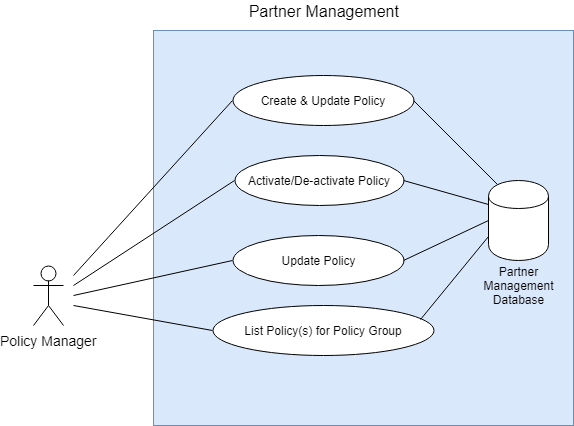 Partner Management
Create & Update Policy
Activate/De-activate Policy
Update Policy
List Policy(s) for Policy Group
Partner
Management
Database
Policy Manager